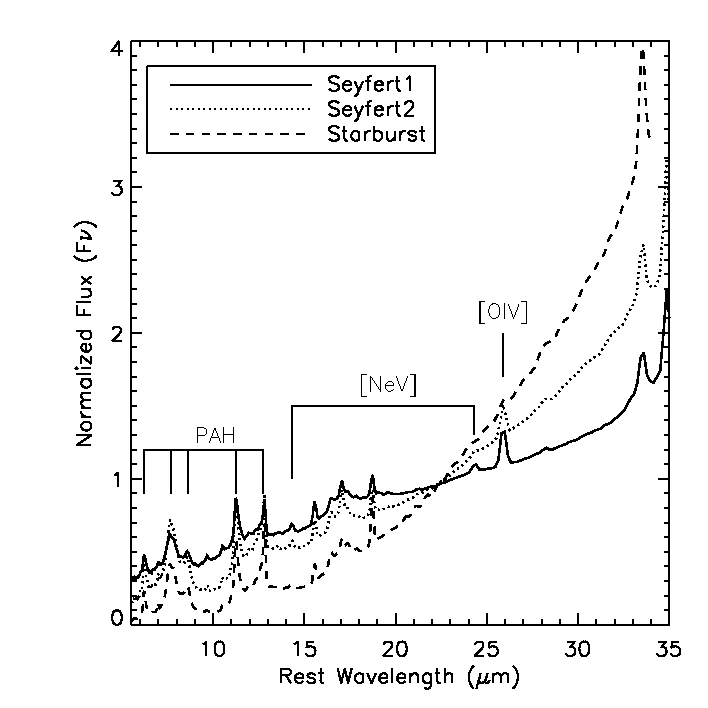 4
Seyfert1
Seyfert2
Starburst
3
Normalized Flux (Fν)
[OIV]
2
[NeV]
PAH
1
0
10 15 20 25 30 35
Rest Wavelength (μm)